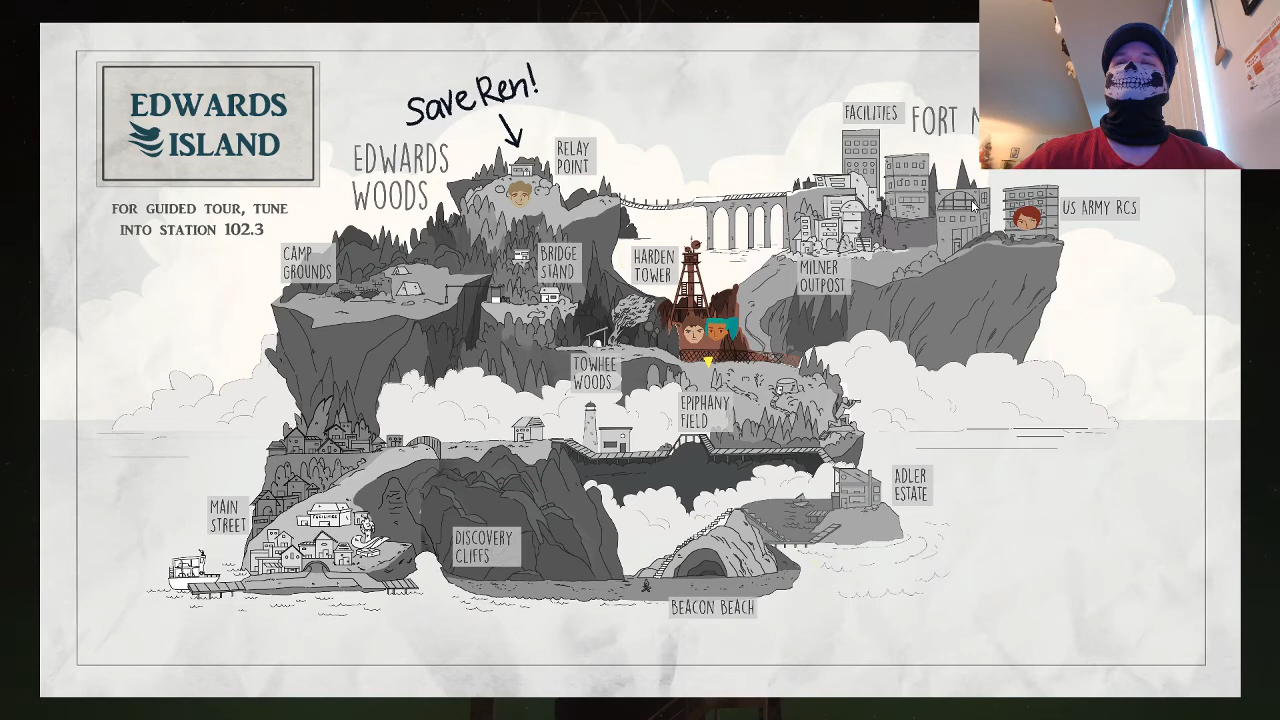 EDWARDS
ISLAND
FOR GUIDED TOUR, TUNE
INTO STATION 102.3
Save Ren!
EDWARDS
WOODS
RELAY
POINT
FACILITIES
FORT
US ARMY RCS
CAMP
GROUNDS
BRIDGE
STAND
HARDEN
TOWER
MILNER
OUTPOST
TOWHEE
WOODS
EPIPHANY
FIELD
ADLER
ESTATE
MAIN
STREET
FACILITIES
DISCOVERY
CLIFFS
BEACON BEACH